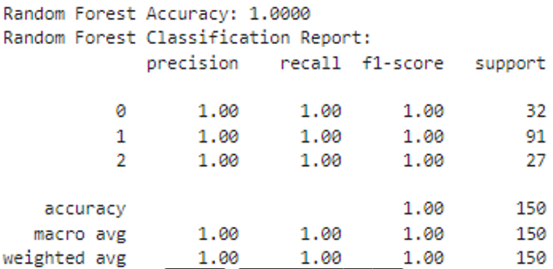 Random Forest Accuracy: 1.0000
Random Forest Classification Report:
precision recall f1-score support
0 1.00 1.00 1.00 32
1 1.00 1.00 1.00 91
2 1.00 1.00 1.00 27
accuracy 1.00 150
macro avg 1.00 1.00 1.00 150
weighted avg 1.00 1.00 1.00 150